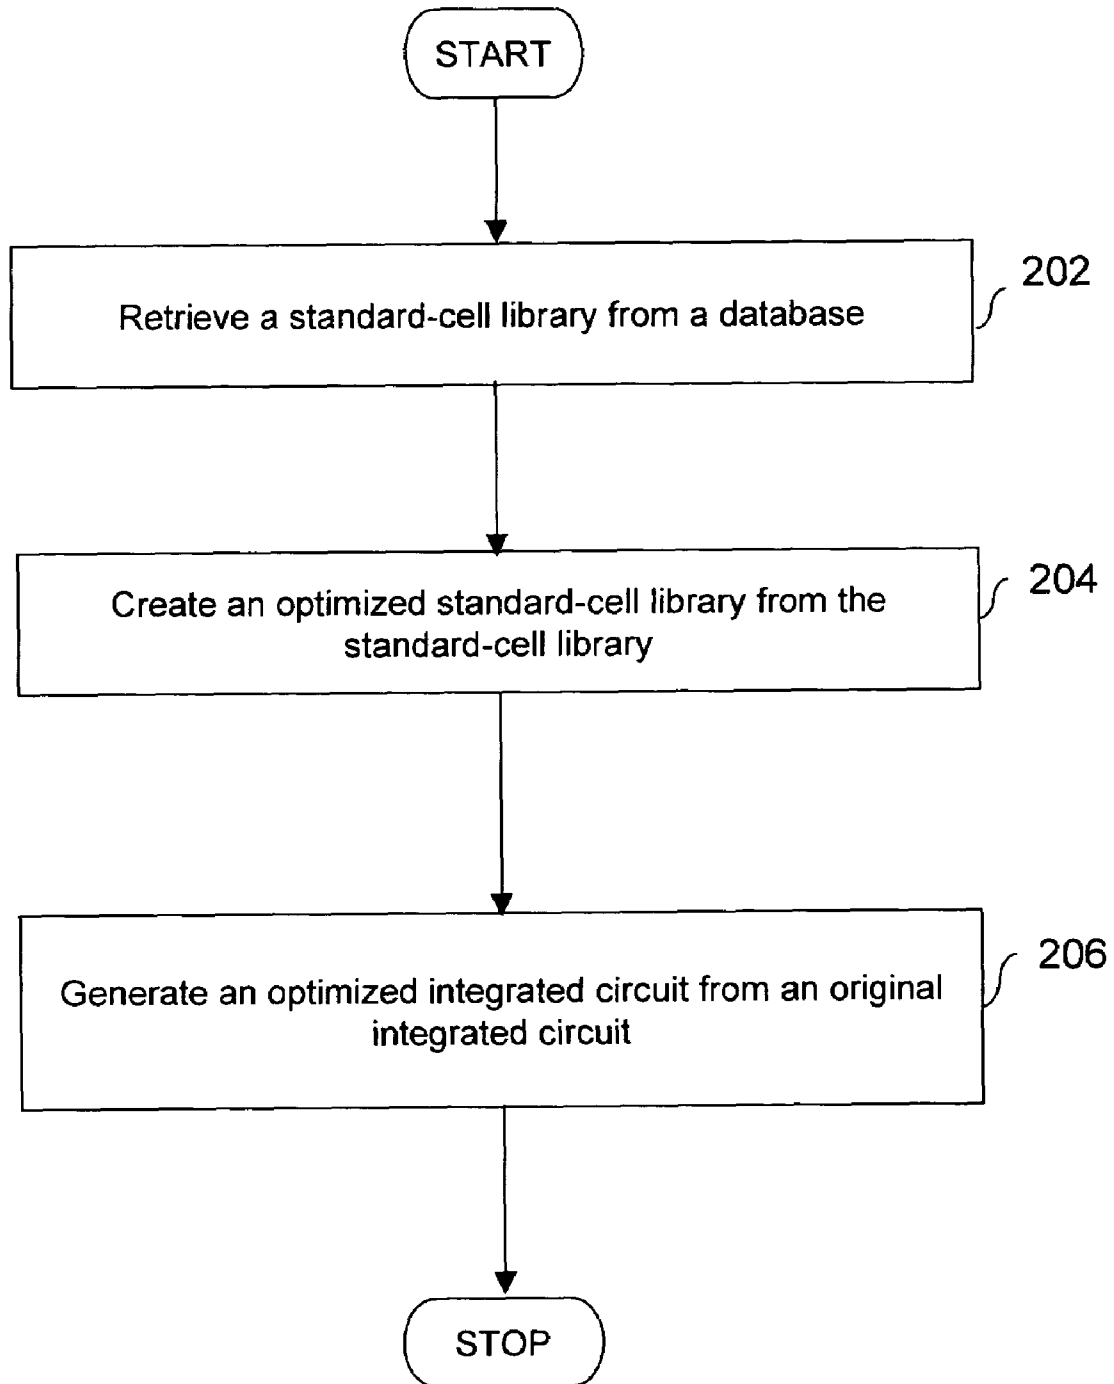 START
Retrieve a standard-cell library from a database
202
Create an optimized standard-cell library from the
standard-cell library
204
Generate an optimized integrated circuit from an original
integrated circuit
206
STOP